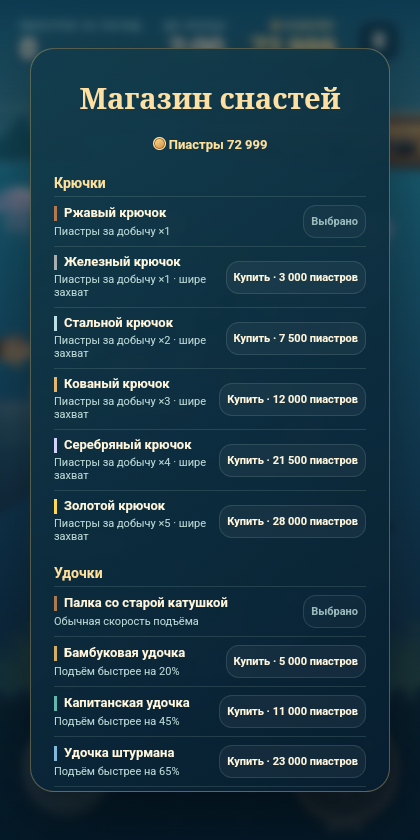 Магазин снастей
Пиастры 72 999
Крючки
Ржавый крючок
Пиастры за добычу ×1
Выбрано
Железный крючок
Пиастры за добычу ×1 · шире
захват
Купить · 3 000 пиастров
Стальной крючок
Пиастры за добычу ×2 · шире
захват
Купить · 7 500 пиастров
Кованый крючок
Пиастры за добычу ×3 · шире
захват
Купить · 12 000 пиастров
Серебряный крючок
Пиастры за добычу ×4 · шире
захват
Купить · 21 500 пиастров
Золотой крючок
Пиастры за добычу ×5 · шире
захват
Купить · 28 000 пиастров
Удочки
Палка со старой катушкой
Обычная скорость подъёма
Выбрано
Бамбуковая удочка
Подъём быстрее на 20%
Купить · 5 000 пиастров
Капитанская удочка
Подъём быстрее на 45%
Купить · 11 000 пиастров
Удочка штурмана
Подъём быстрее на 65%
Купить · 23 000 пиастров